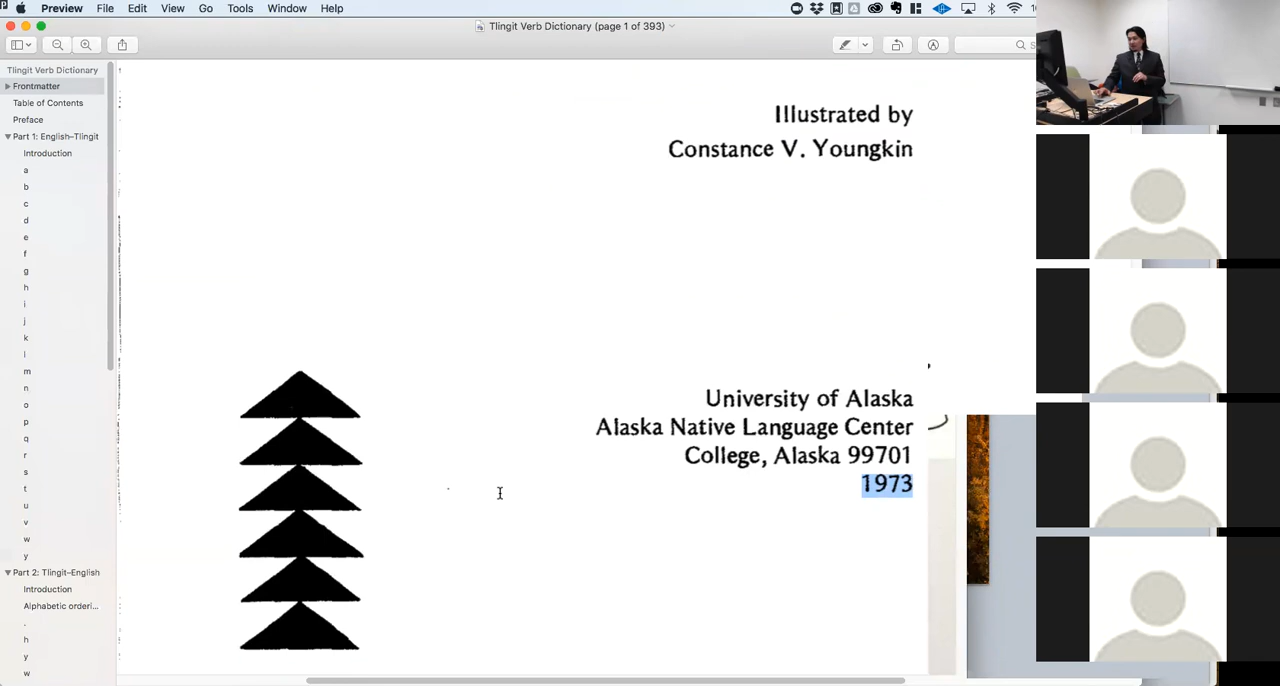 Preview File Edit View Go Tools Window Help
Tlingit Verb Dictionary (page 1 of 393)
Tlingit Verb Dictionary
Frontmatter
Table of Contents
Preface
Part 1: English–Tlingit
Introduction
a
b
c
d
e
f
g
h
i
j
k
l
m
n
o
p
q
r
s
t
u
v
w
y
Part 2: Tlingit–English
Introduction
Alphabetic orderi...
.
h
y
w
Illustrated by
Constance V. Youngkin
University of Alaska
Alaska Native Language Center
College, Alaska 99701
1973